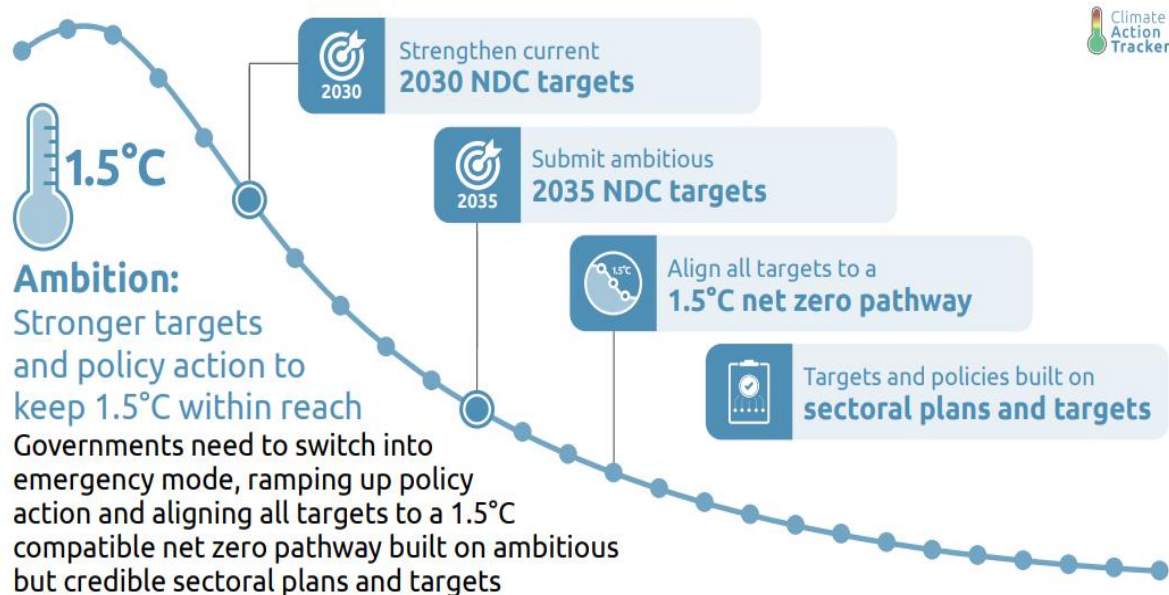 Climate
Action
Tracker
Strengthen current
2030 NDC targets
2030
Submit ambitious
2035 NDC targets
2035
1.5°C
1.5°C
Align all targets to a
1.5°C net zero pathway
Targets and policies built on
sectoral plans and targets
Ambition:
Stronger targets
and policy action to
keep 1.5°C within reach
Governments need to switch into
emergency mode, ramping up policy
action and aligning all targets to a 1.5°C
compatible net zero pathway built on ambitious
but credible sectoral plans and targets